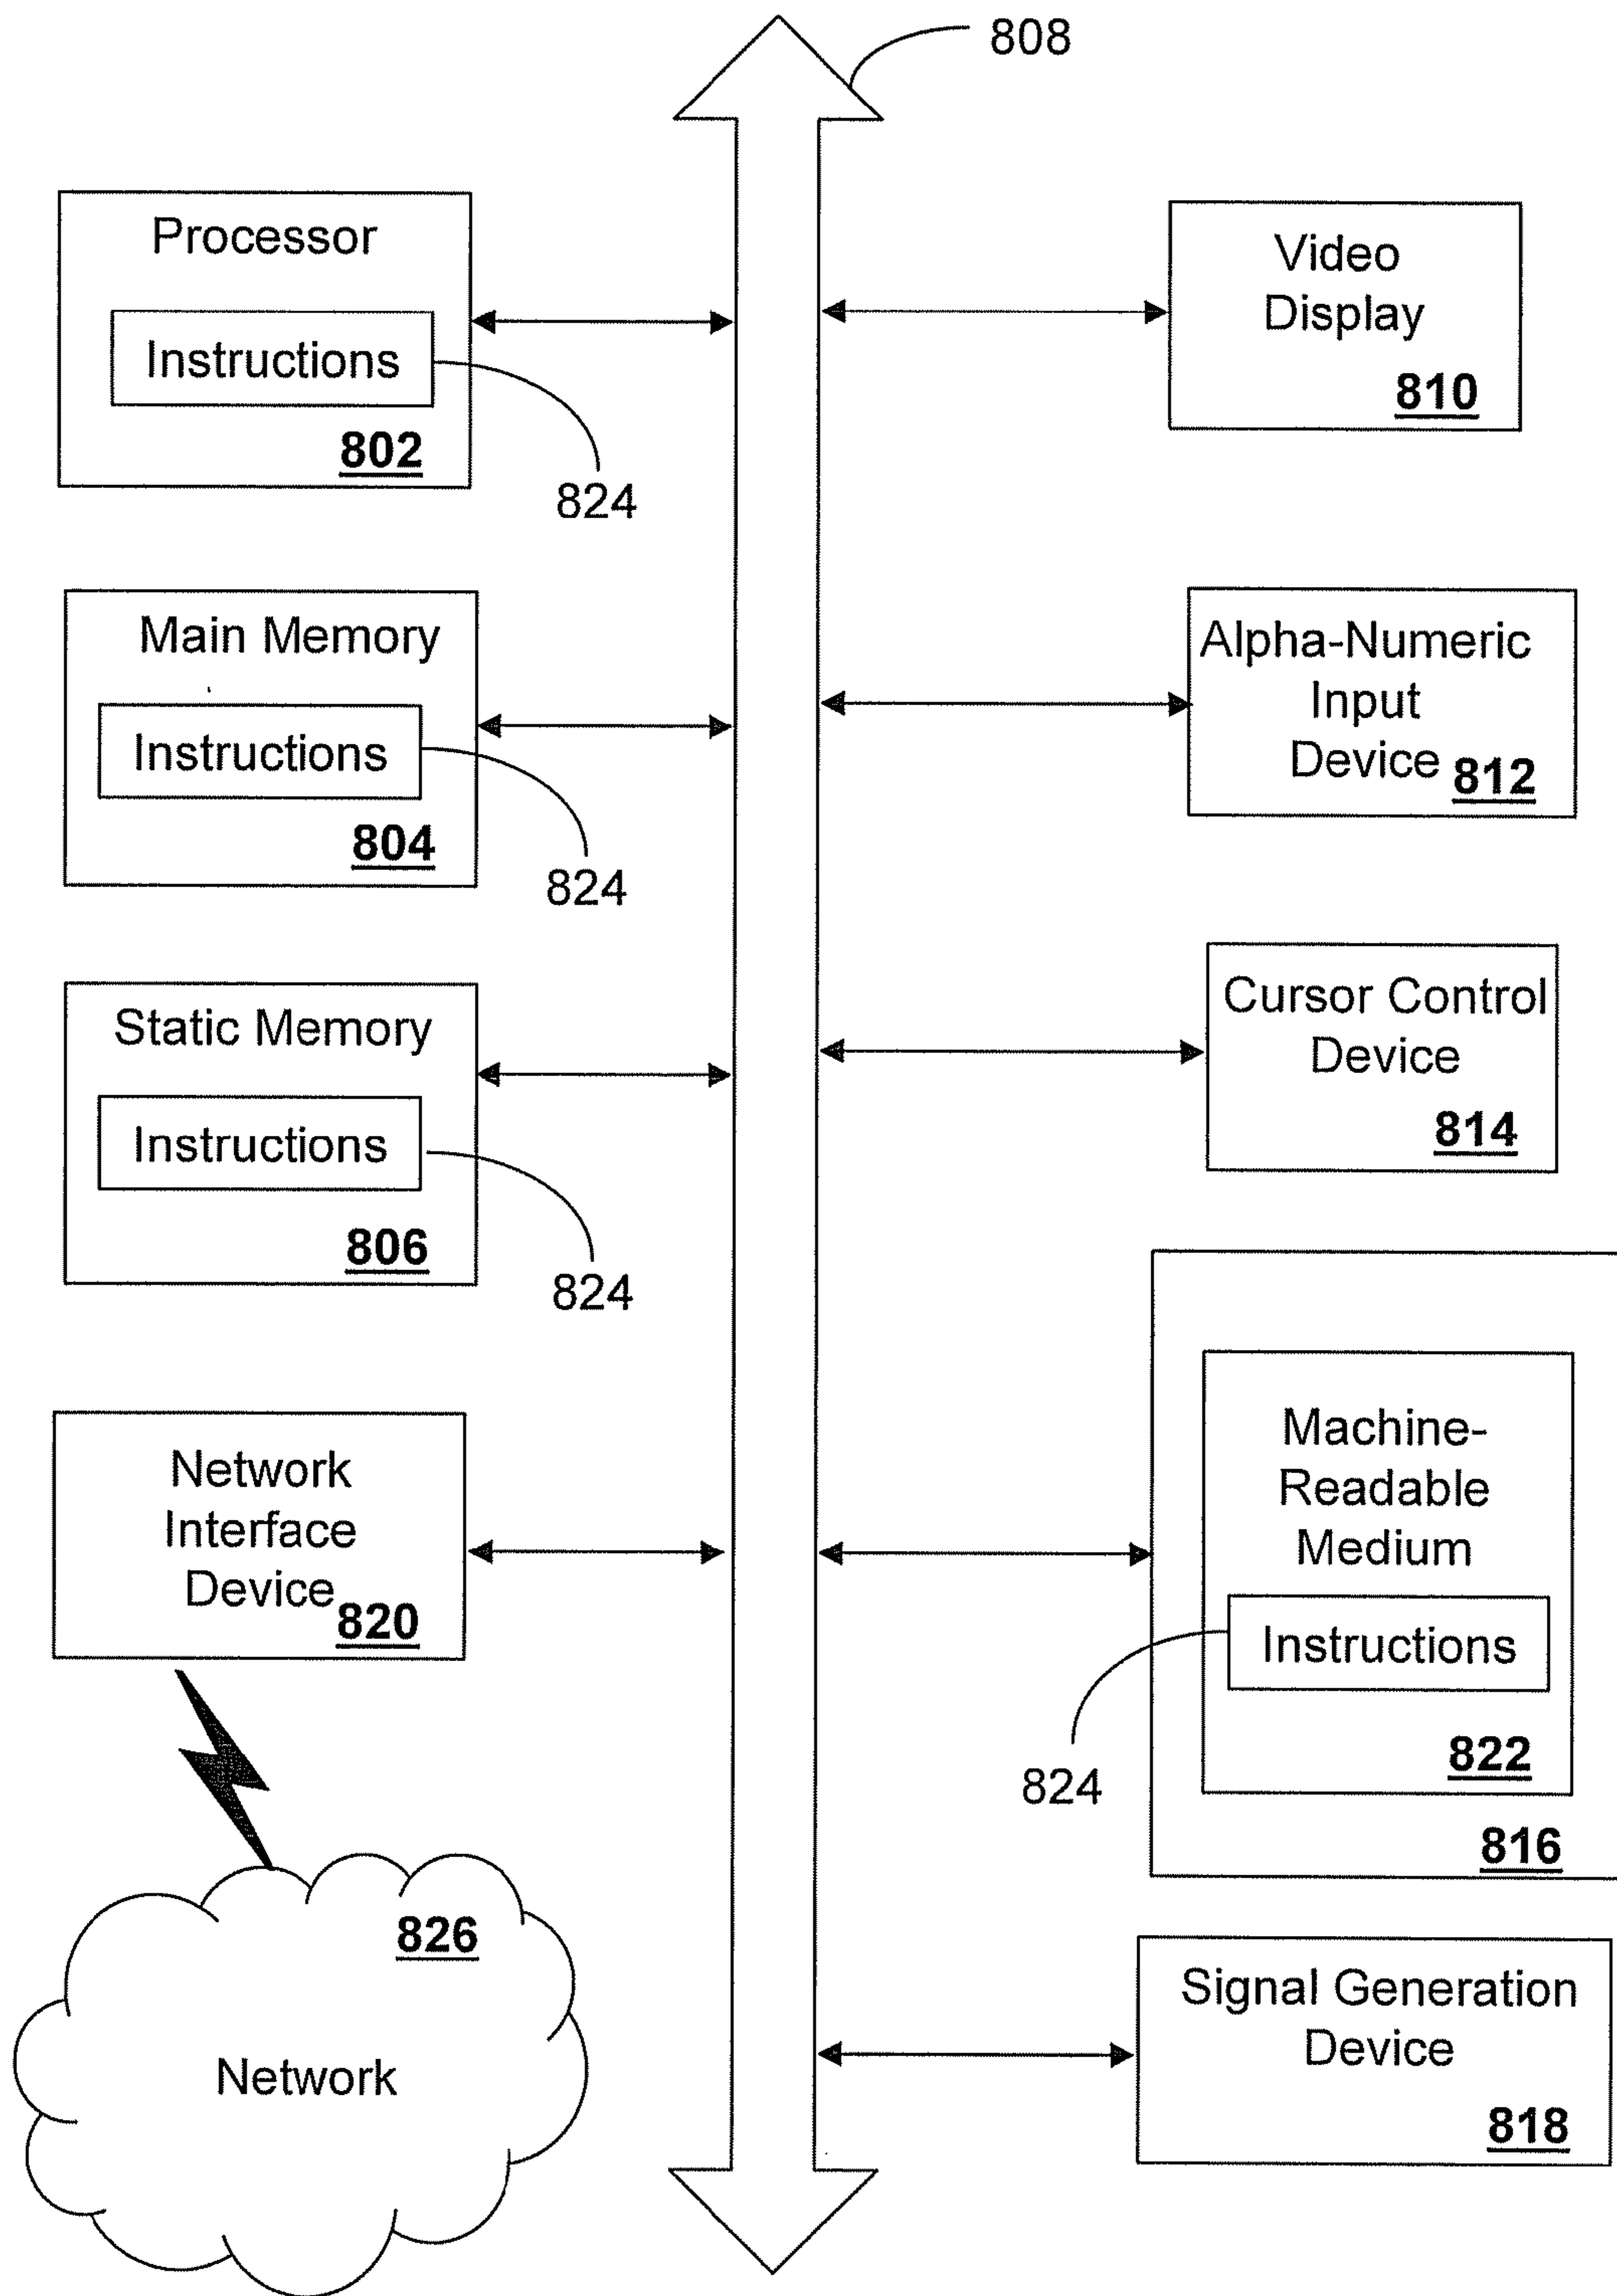 808
Processor
Instructions
802
824
Main Memory
Instructions
804
824
Static Memory
Instructions
806
824
Network
Interface
Device
820
826
Network
Video
Display
810
Alpha-Numeric
Input
Device
812
Cursor Control
Device
814
Machine-
Readable
Medium
Instructions
824
822
816
Signal Generation
Device
818